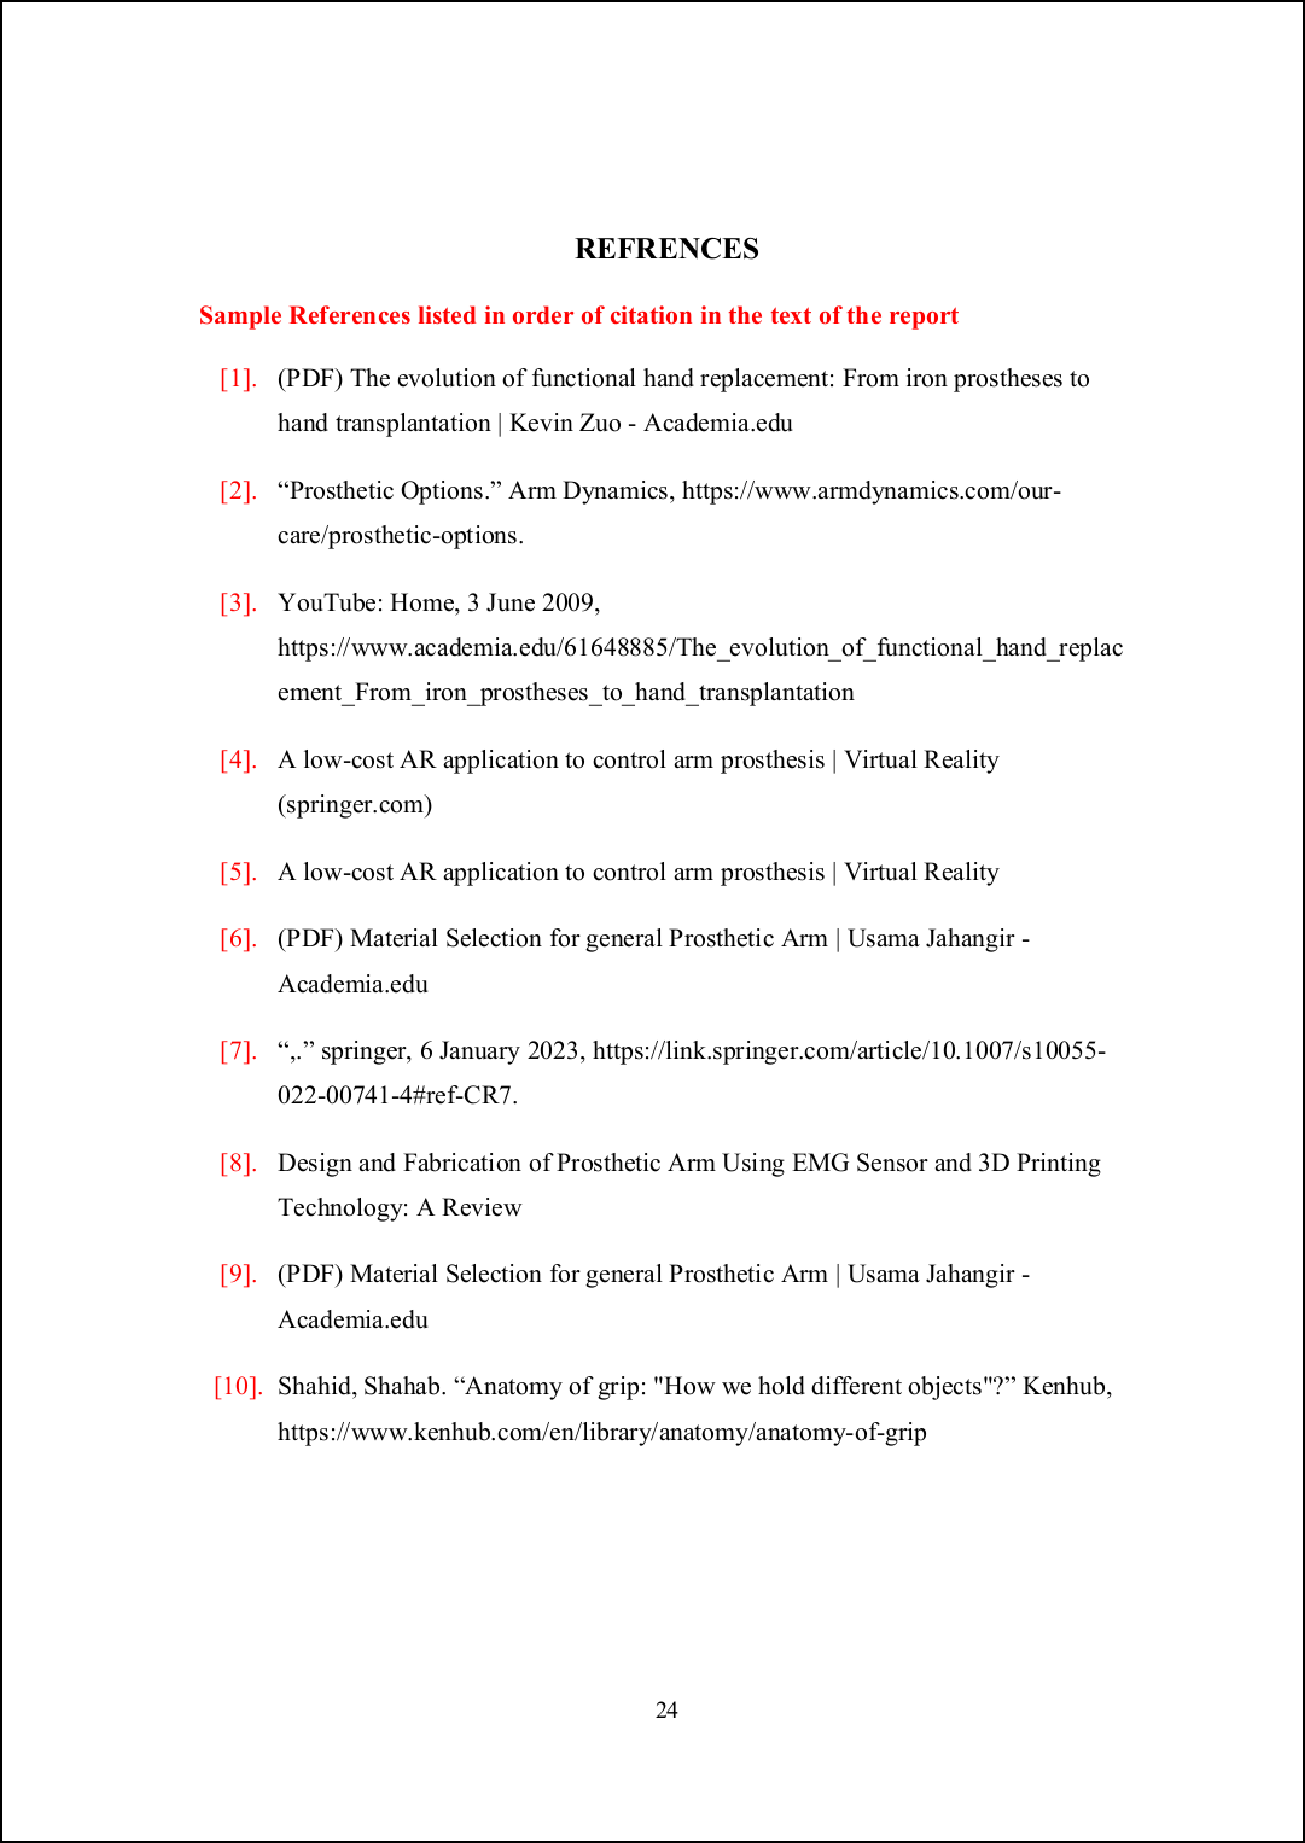 REFRENCES
Sample References listed in order of citation in the text of the report
[1]. (PDF) The evolution of functional hand replacement: From iron prostheses to
hand transplantation | Kevin Zuo - Academia.edu
[2]. “Prosthetic Options.” Arm Dynamics, https://www.armdynamics.com/our-
care/prosthetic-options.
[3]. YouTube: Home, 3 June 2009,
https://www.academia.edu/61648885/The_evolution_of_functional_hand_replac
ement_From_iron_prostheses_to_hand_transplantation
[4]. A low-cost AR application to control arm prosthesis | Virtual Reality
(springer.com)
[5]. A low-cost AR application to control arm prosthesis | Virtual Reality
[6]. (PDF) Material Selection for general Prosthetic Arm | Usama Jahangir -
Academia.edu
[7]. “,.” springer, 6 January 2023, https://link.springer.com/article/10.1007/s10055-
022-00741-4#ref-CR7.
[8]. Design and Fabrication of Prosthetic Arm Using EMG Sensor and 3D Printing
Technology: A Review
[9]. (PDF) Material Selection for general Prosthetic Arm | Usama Jahangir -
Academia.edu
[10]. Shahid, Shahab. “Anatomy of grip: "How we hold different objects"?” Kenhub,
https://www.kenhub.com/en/library/anatomy/anatomy-of-grip
24